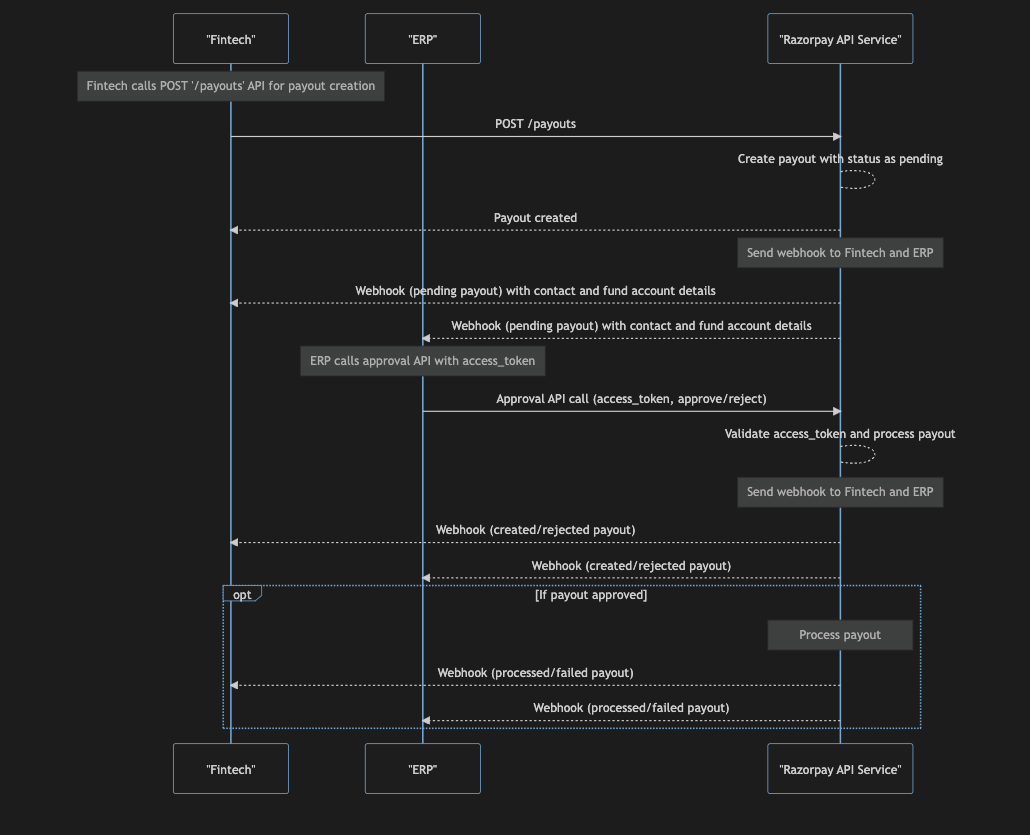 "Fintech"
"ERP"
"Razorpay API Service"
Fintech calls POST '/payouts' API for payout creation
POST /payouts
Create payout with status as pending
Payout created
Send webhook to Fintech and ERP
Webhook (pending payout) with contact and fund account details
Webhook (pending payout) with contact and fund account details
ERP calls approval API with access_token
Approval API call (access_token, approve/reject)
Validate access_token and process payout
Send webhook to Fintech and ERP
Webhook (created/rejected payout)
Webhook (created/rejected payout)
opt
[If payout approved]
Process payout
Webhook (processed/failed payout)
Webhook (processed/failed payout)
"Fintech"
"ERP"
"Razorpay API Service"